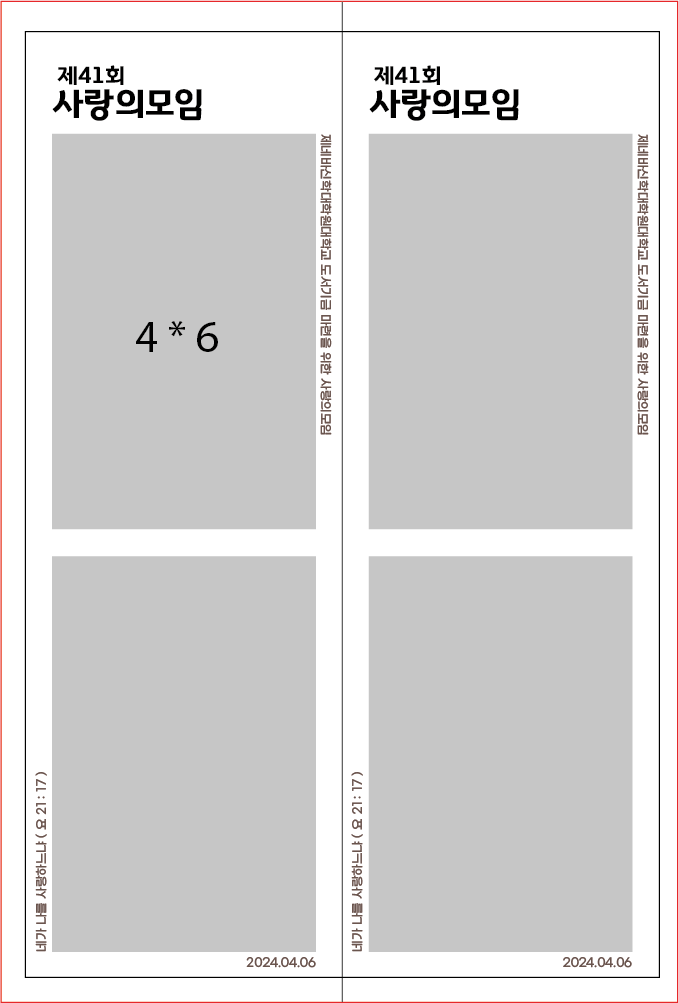 제41회
사랑의모임
제네바신학대학원대학교 도서기금 마련을 위한 사랑의모임
4 * 6
네가 나를 사랑하느냐 ( 요 21 : 17 )
2024.04.06
제41회
사랑의모임
제네바신학대학원대학교 도서기금 마련을 위한 사랑의모임
네가 나를 사랑하느냐 ( 요 21 : 17 )
2024.04.06